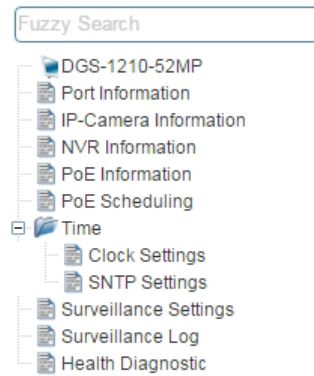 Fuzzy Search
DGS-1210-52MP
Port Information
IP-Camera Information
NVR Information
PoE Information
PoE Scheduling
Time
Clock Settings
SNTP Settings
Surveillance Settings
Surveillance Log
Health Diagnostic